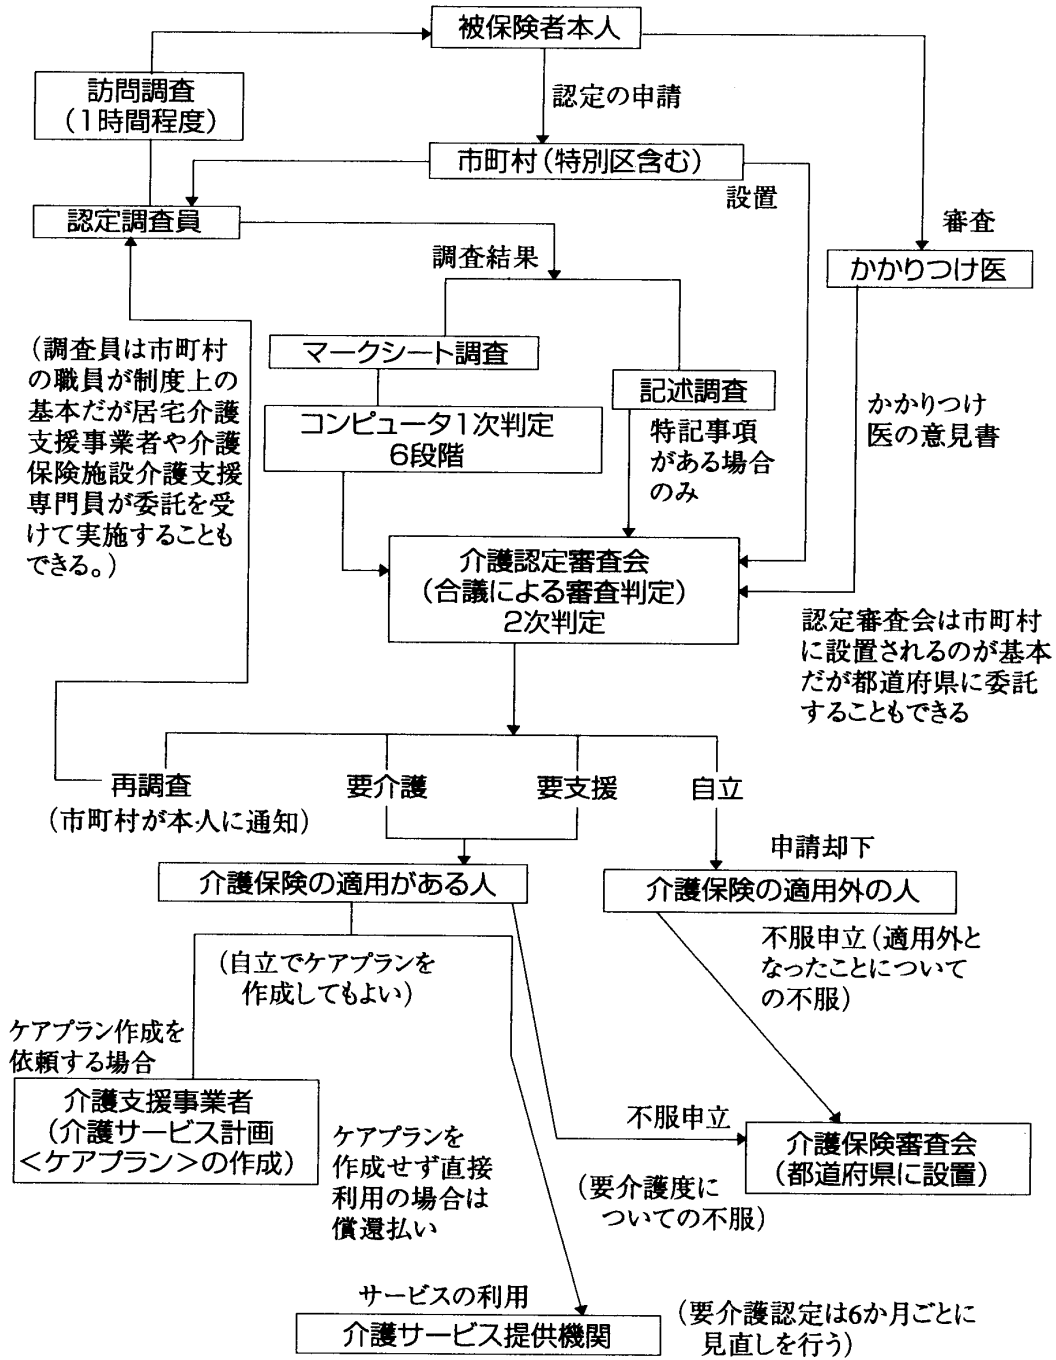 被保険者本人
訪問調査
(1時間程度)
認定の申請
市町村(特別区含む)
設置
認定調査員
審査
かかりつけ医
調査結果
マークシート調査
記述調査
コンピュータ1次判定
6段階
特記事項
がある場合
のみ
かかりつけ
医の意見書
(調査員は市町村
の職員が制度上の
基本だが居宅介護
支援事業者や介護
保険施設介護支援
専門員が委託を受
けて実施することも
できる。)
介護認定審査会
(合議による審査判定)
2次判定
認定審査会は市町村
に設置されるのが基本
だが都道府県に委託
することもできる
再調査
要介護
要支援
自立
(市町村が本人に通知)
申請却下
介護保険の適用がある人
介護保険の適用外の人
(自立でケアプランを
作成してもよい)
不服申立(適用外と
なったことについて
の不服)
ケアプラン作成を
依頼する場合
介護支援事業者
(介護サービス計画
<ケアプラン>の作成)
ケアプランを
作成せず直接
利用の場合は
償還払い
不服申立
(要介護度に
ついての不服)
介護保険審査会
(都道府県に設置)
サービスの利用
介護サービス提供機関
(要介護認定は6か月ごとに
見直しを行う)